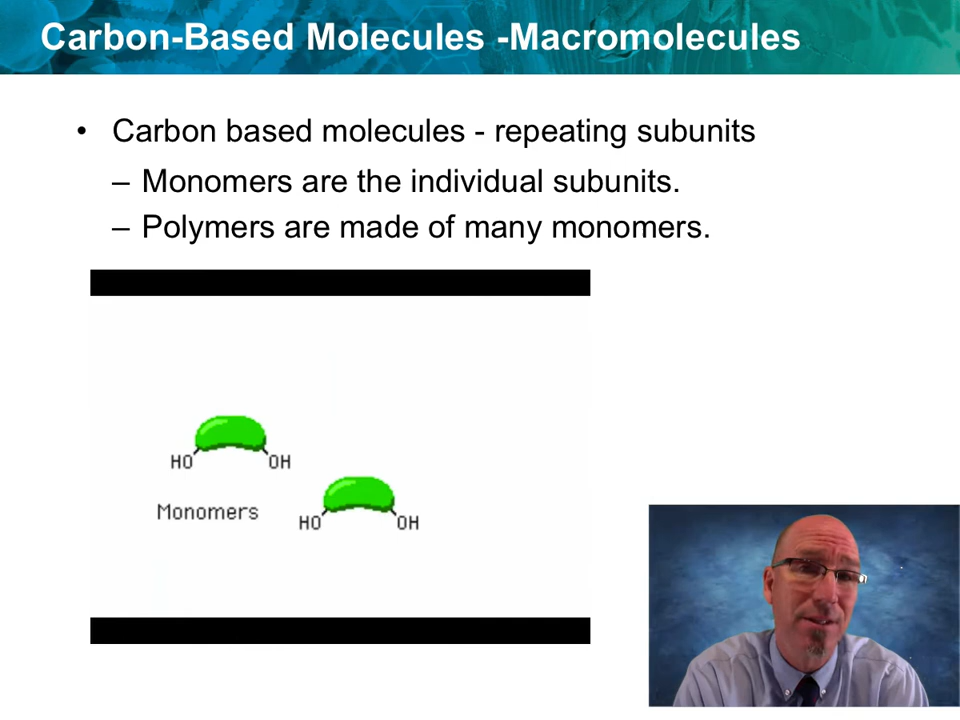 Carbon-Based Molecules -Macromolecules
• Carbon based molecules - repeating subunits
– Monomers are the individual subunits.
– Polymers are made of many monomers.
HO OH
Monomers
HO OH